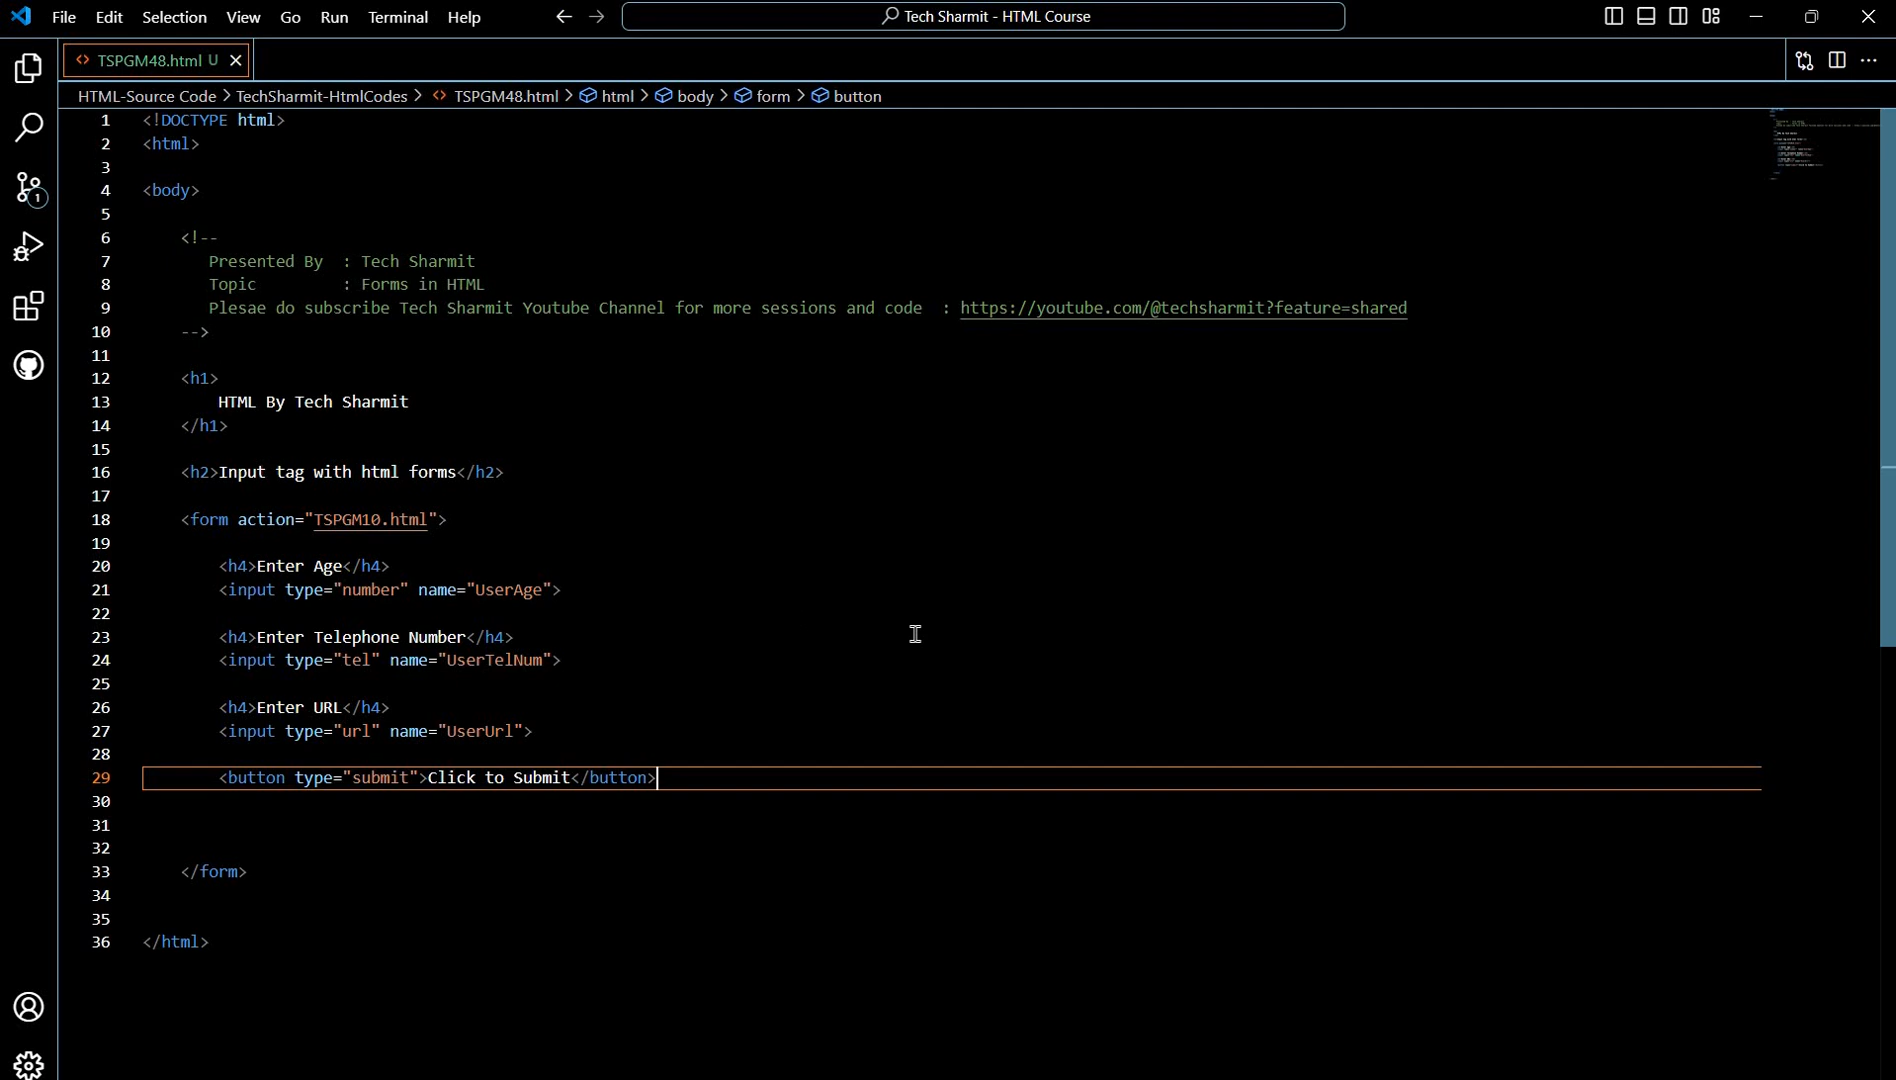 File Edit Selection View Go Run Terminal Help Tech Sharmit - HTML Course
TSPGM48.html U
HTML-Source Code > TechSharmit-HtmlCodes > TSPGM48.html > html > body > form > button
1 <!DOCTYPE html>
2 <html>
3
4 <body>
5
6 <!--
7 Presented By : Tech Sharmit
8 Topic : Forms in HTML
9 Plesae do subscribe Tech Sharmit Youtube Channel for more sessions and code : https://youtube.com/@techsharmit?feature=shared
10 -->
11
12 <h1>
13 HTML By Tech Sharmit
14 </h1>
15
16 <h2>Input tag with html forms</h2>
17
18 <form action="TSPGM10.html">
19
20 <h4>Enter Age</h4>
21 <input type="number" name="UserAge">
22
23 <h4>Enter Telephone Number</h4>
24 <input type="tel" name="UserTelNum">
25
26 <h4>Enter URL</h4>
27 <input type="url" name="UserUrl">
28
29 <button type="submit">Click to Submit</button>
30
31
32
33 </form>
34
35
36 </html>
1